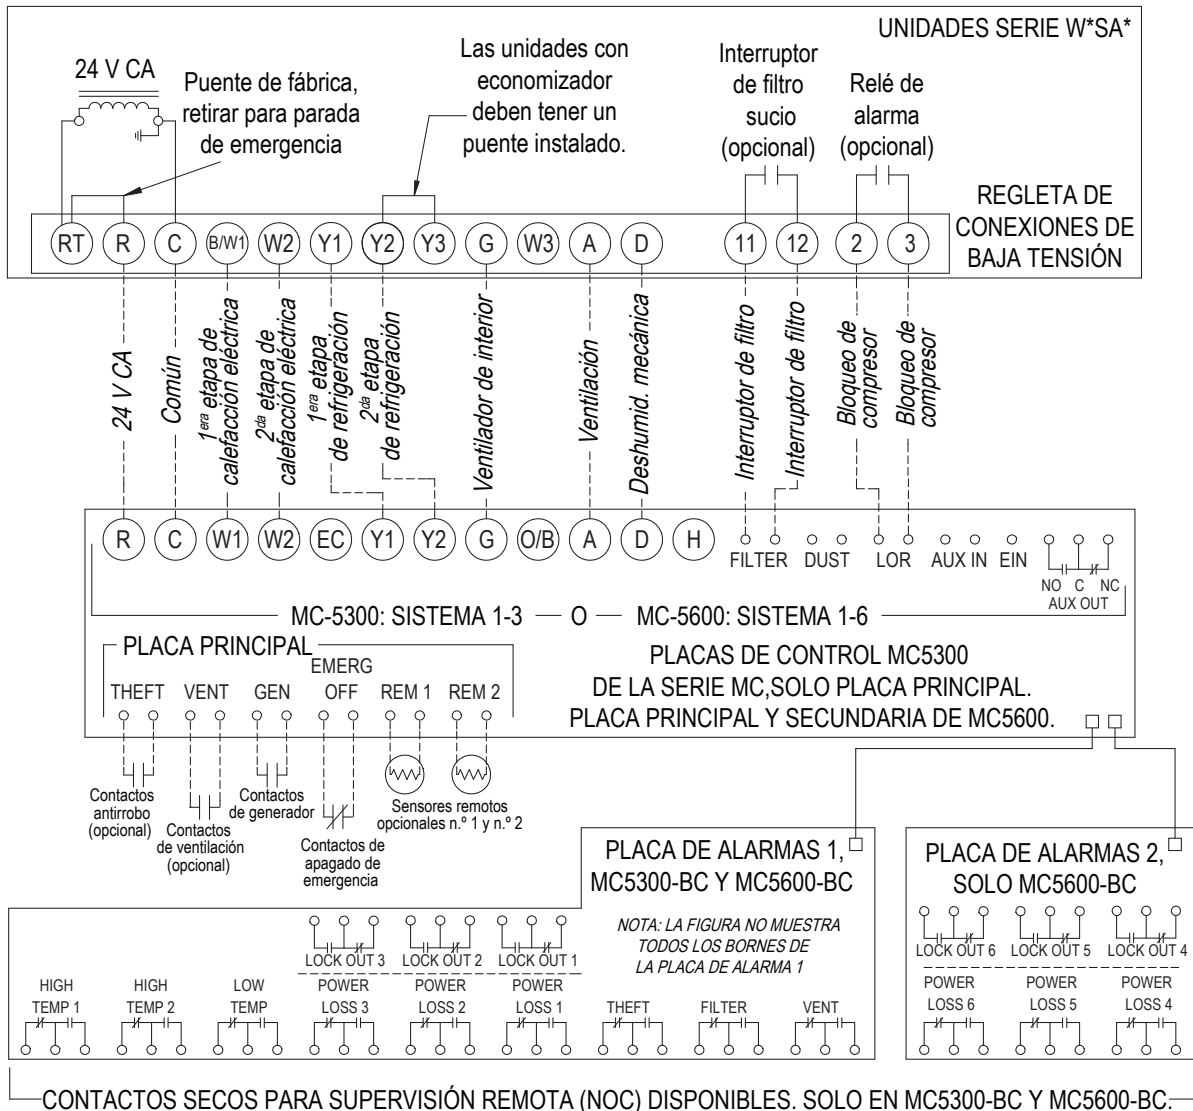 UNIDADES SERIE W*SA*
24 V CA
Puente de fábrica,
retirar para parada
de emergencia
Las unidades con
economizador
deben tener un
puente instalado.
Interruptor
de filtro
sucio
(opcional)
Relé de
alarma
(opcional)
REGLETA DE
CONEXIONES DE
BAJA TENSIÓN
RT R C B/W1 W2 Y1 Y2 Y3 G W3 A D 11 12 2 3
24 V CA
Común
1era etapa de
calefacción eléctrica
2da etapa de
calefacción eléctrica
1era etapa
de refrigeración
2da etapa
de refrigeración
Ventilador de interior
Ventilación
Deshumid. mecánica
Interruptor de filtro
Interruptor de filtro
Bloqueo de
compresor
Bloqueo de
compresor
R C W1 W2 EC Y1 Y2 G O/B A D H
FILTER DUST LOR AUX IN EIN
NO C NC
AUX OUT
MC-5300: SISTEMA 1-3 O MC-5600: SISTEMA 1-6
PLACA PRINCIPAL
PLACAS DE CONTROL MC5300
DE LA SERIE MC,SOLO PLACA PRINCIPAL.
PLACA PRINCIPAL Y SECUNDARIA DE MC5600.
EMERG
THEFT VENT GEN OFF REM 1 REM 2
Contactos
antirrobo
(opcional)
Contactos
de ventilación
(opcional)
Contactos
de generador
Contactos de
apagado de
emergencia
Sensores remotos
opcionales n.º 1 y n.º 2
PLACA DE ALARMAS 1,
MC5300-BC Y MC5600-BC
NOTA: LA FIGURA NO MUESTRA
TODOS LOS BORNES DE
LA PLACA DE ALARMA 1
LOCK OUT 3 LOCK OUT 2 LOCK OUT 1
HIGH
TEMP 1
HIGH
TEMP 2
LOW
TEMP
POWER
LOSS 3
POWER
LOSS 2
POWER
LOSS 1
THEFT
FILTER
VENT
PLACA DE ALARMAS 2,
SOLO MC5600-BC
LOCK OUT 6 LOCK OUT 5 LOCK OUT 4
POWER
LOSS 6
POWER
LOSS 5
POWER
LOSS 4
CONTACTOS SECOS PARA SUPERVISIÓN REMOTA (NOC) DISPONIBLES. SOLO EN MC5300-BC Y MC5600-BC.